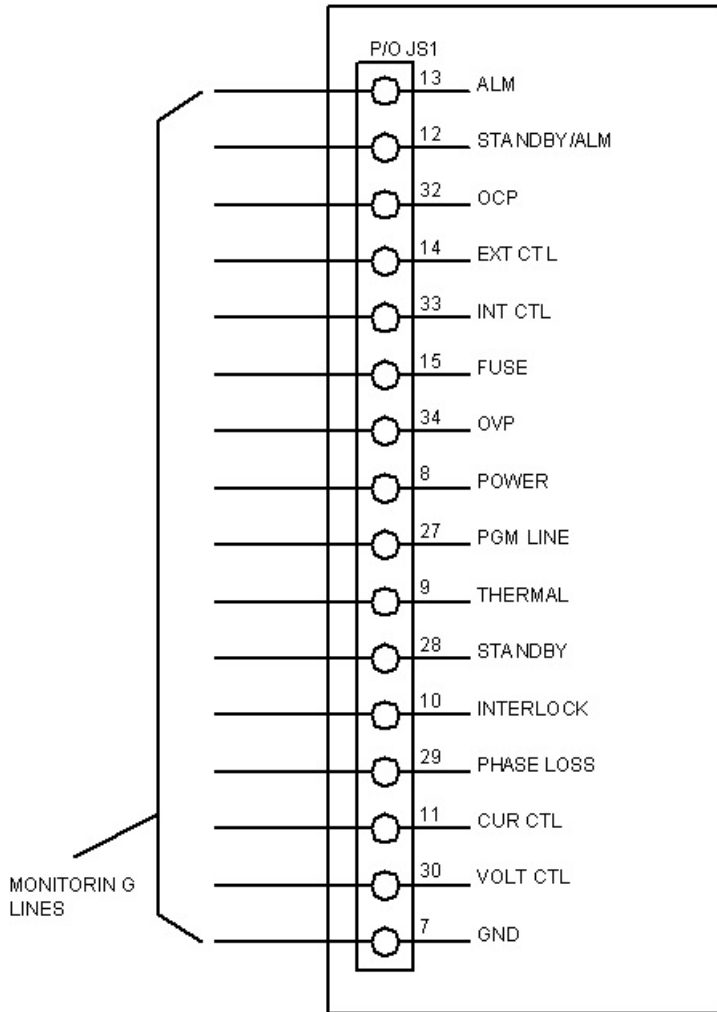 P/O JS1
13 ALM
12 STANDBY/ALM
32 OCP
14 EXT CTL
33 INT CTL
15 FUSE
34 OVP
8 POWER
27 PGM LINE
9 THERMAL
28 STANDBY
10 INTERLOCK
29 PHASE LOSS
11 CUR CTL
30 VOLT CTL
7 GND
MONITORIN G
LINES